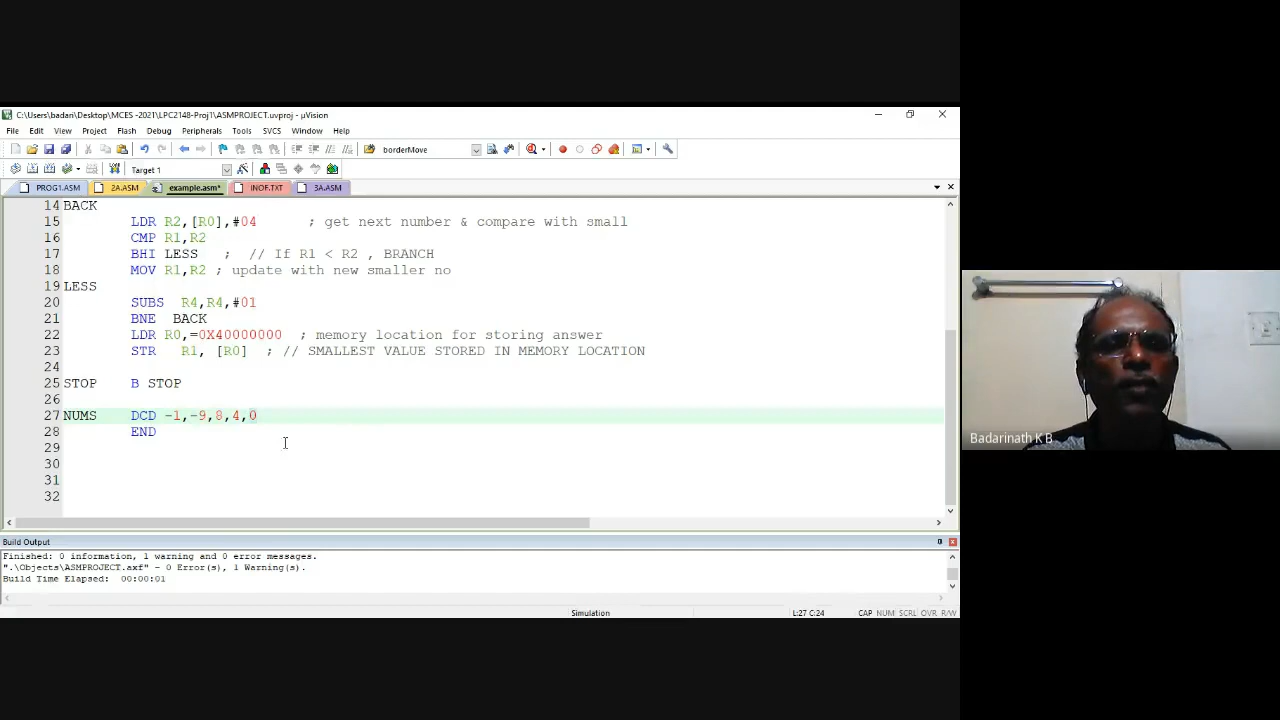 C:\Users\badari\Desktop\MCES -2021\LPC2148-Proj1\ASMPROJECT.uvproj - µVision
File Edit View Project Flash Debug Peripherals Tools SVCS Window Help
borderMove
Target 1
PROG1.ASM 2A.ASM example.asm* INOF.TXT 3A.ASM
14 BACK
15 LDR R2,[R0],#04 ; get next number & compare with small
16 CMP R1,R2
17 BHI LESS ; // If R1 < R2 , BRANCH
18 MOV R1,R2 ; update with new smaller no
19 LESS
20 SUBS R4,R4,#01
21 BNE BACK
22 LDR R0,=0X40000000 ; memory location for storing answer
23 STR R1, [R0] ; // SMALLEST VALUE STORED IN MEMORY LOCATION
24
25 STOP B STOP
26
27 NUMS DCD -1,-9,8,4,0
28 END
29
30
31
32
Build Output
Finished: 0 information, 1 warning and 0 error messages.
".\Objects\ASMPROJECT.axf" - 0 Error(s), 1 Warning(s).
Build Time Elapsed: 00:00:01
Simulation L:27 C:24 CAP NUM SCRL OVR R/W
Badarinath K B